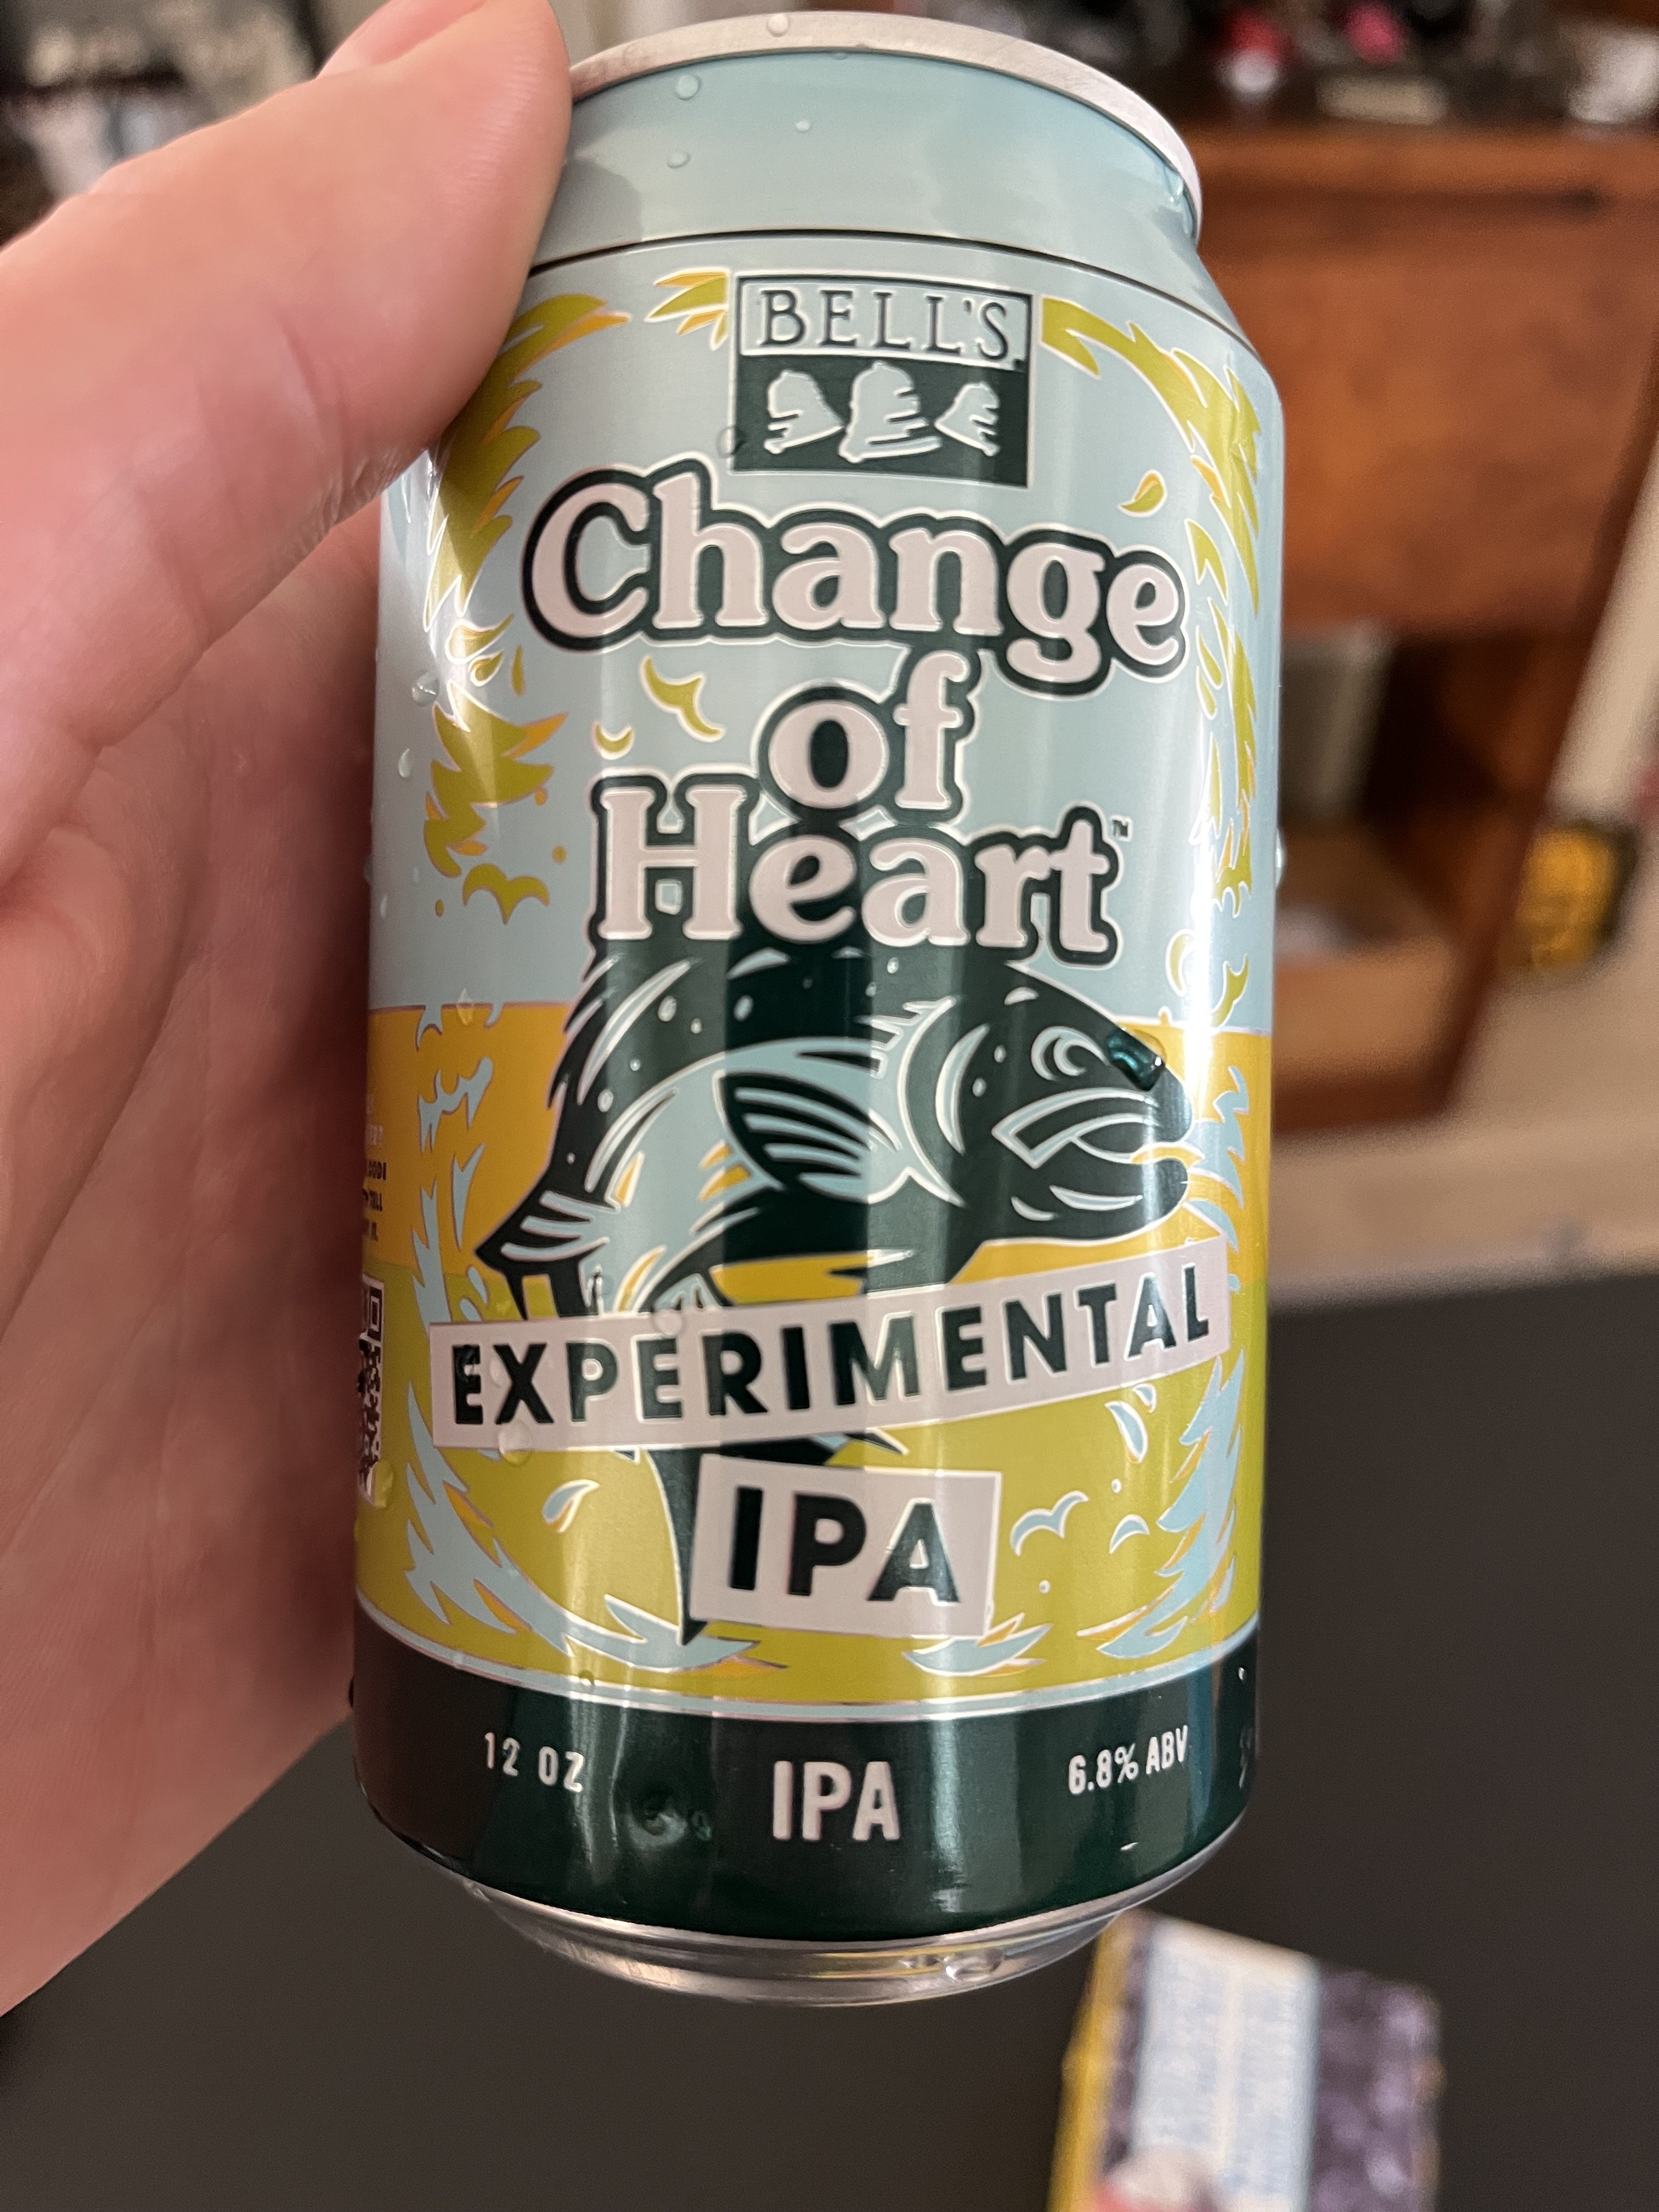 BELL'S
Change
of
Heart™
EXPERIMENTAL
IPA
12 OZ
IPA
6.8% ABV